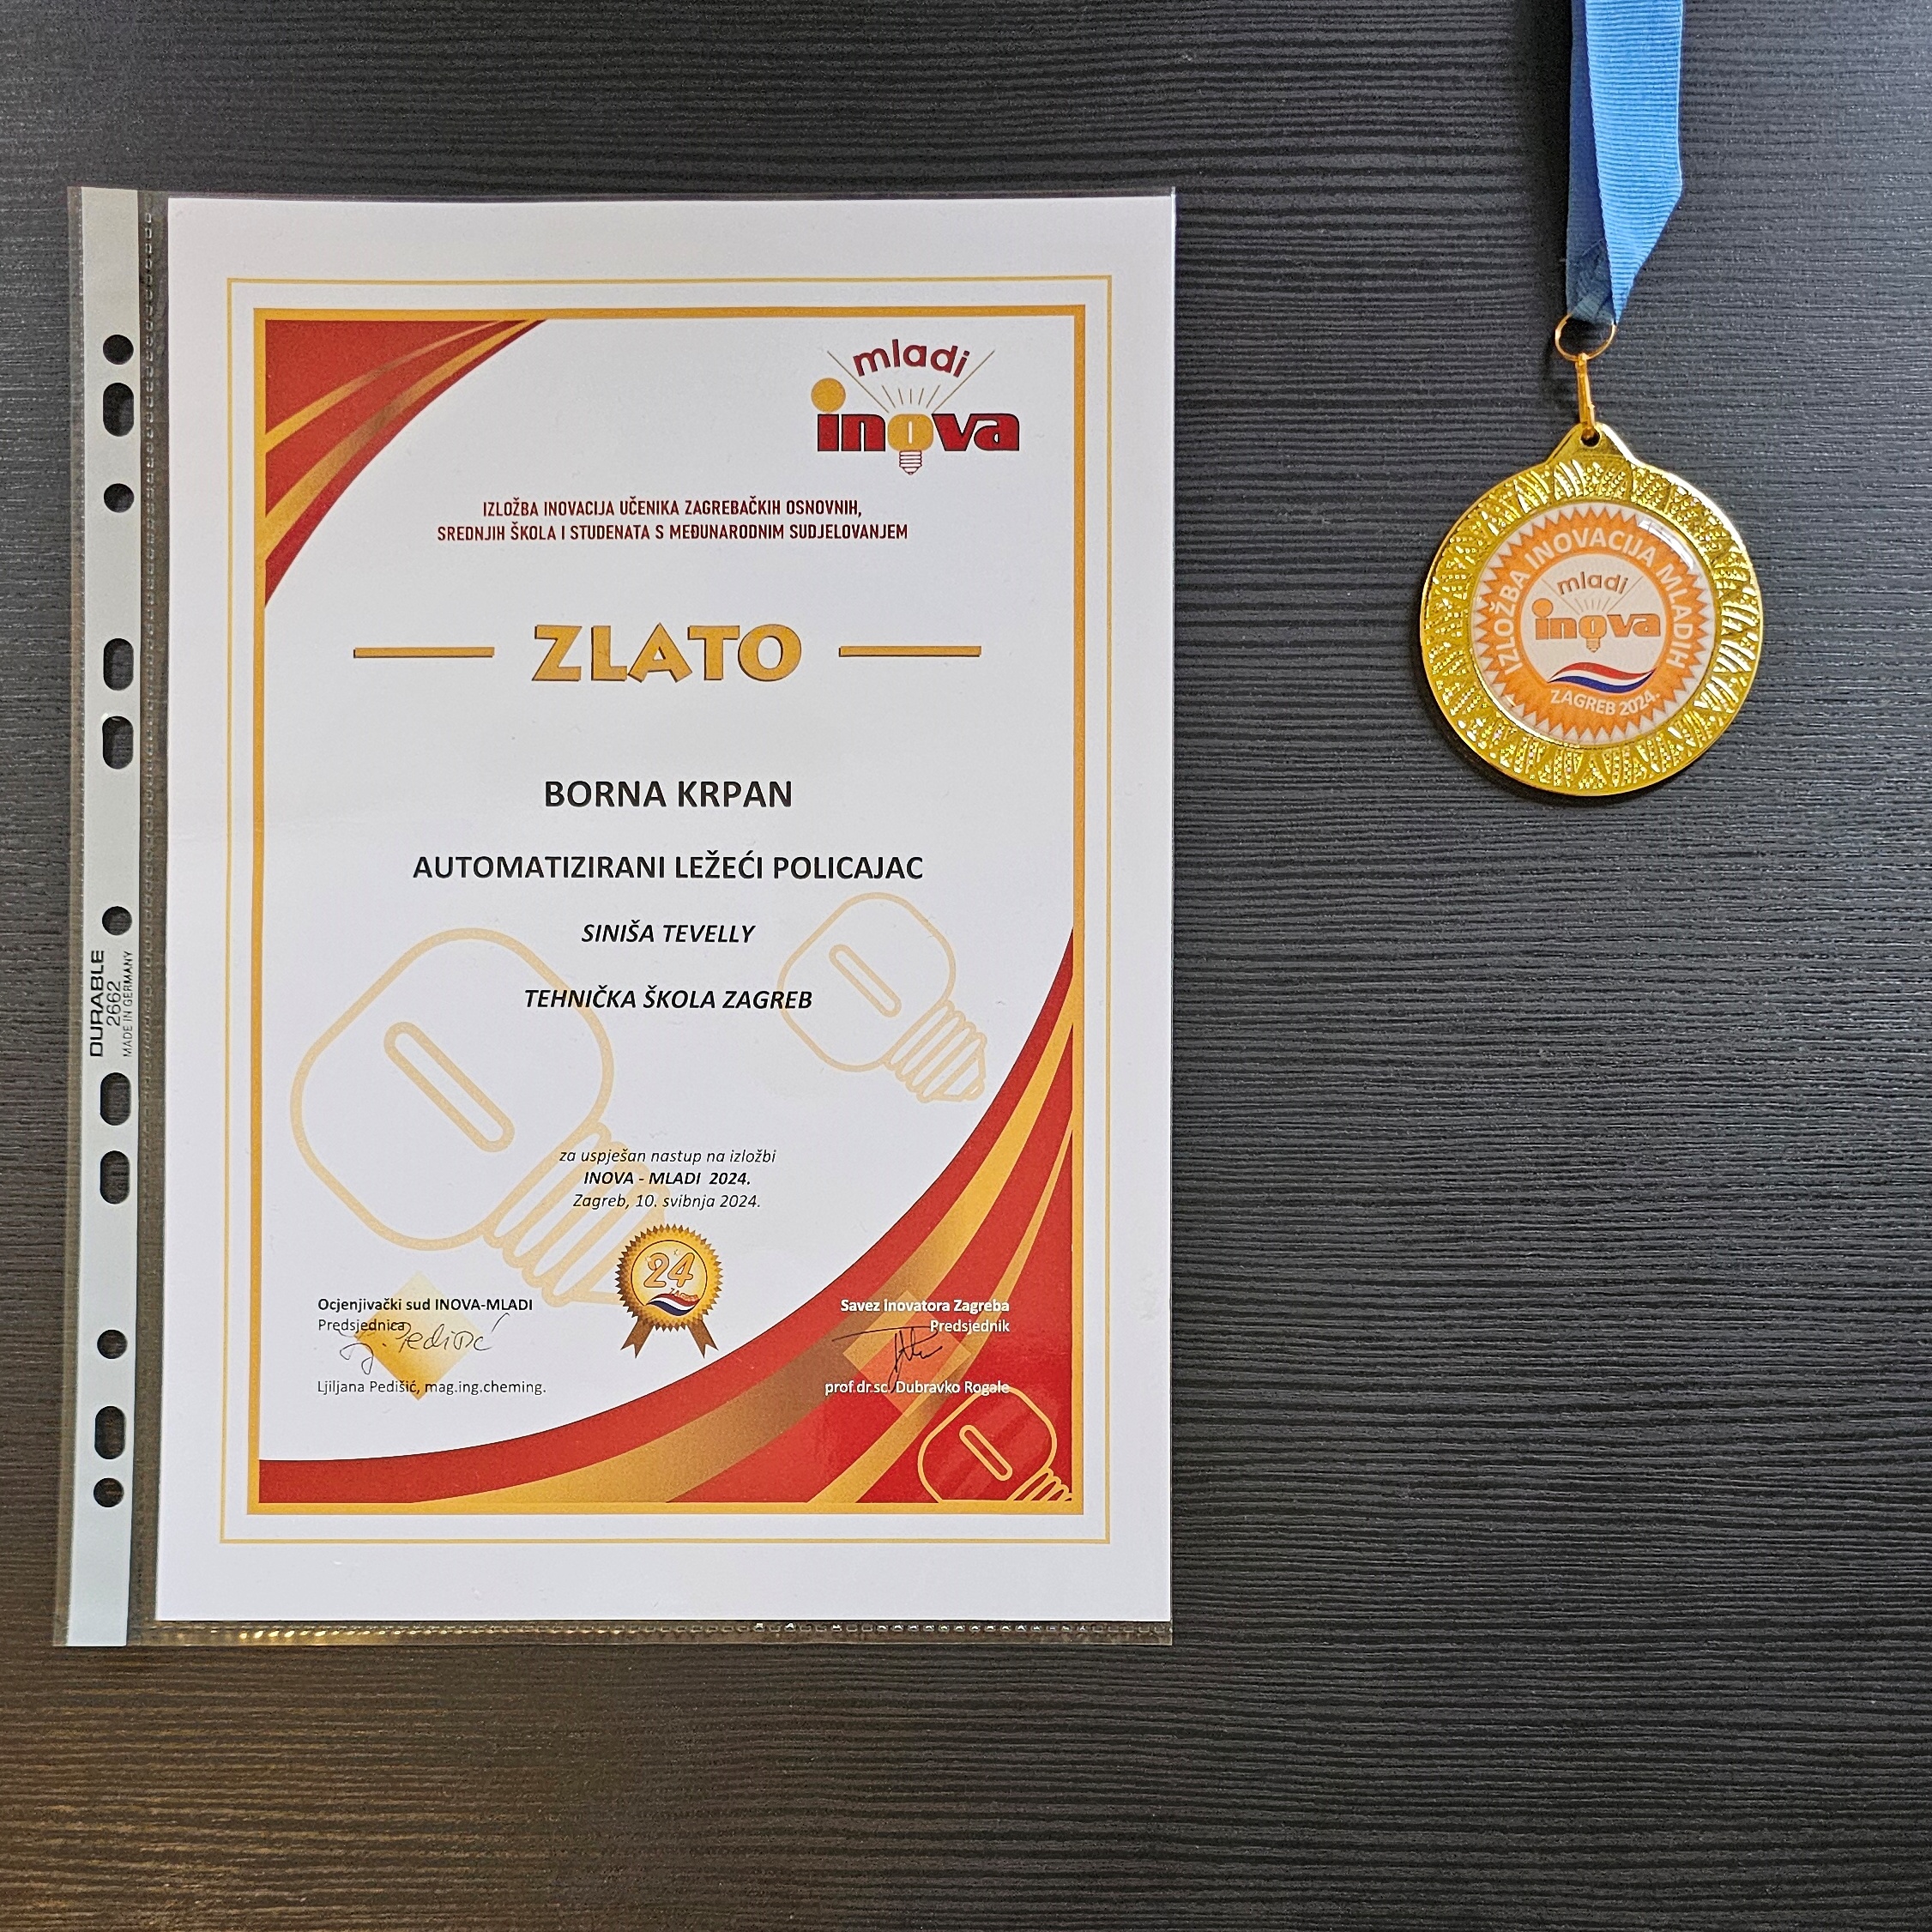 mladi
inova
IZLOŽBA INOVACIJA UČENIKA ZAGREBAČKIH OSNOVNIH,
SREDNJIH ŠKOLA I STUDENATA S MEĐUNARODNIM SUDJELOVANJEM
ZLATO
BORNA KRPAN
AUTOMATIZIRANI LEŽEĆI POLICAJAC
SINIŠA TEVELLY
TEHNIČKA ŠKOLA ZAGREB
za uspješan nastup na izložbi
INOVA - MLADI 2024.
Zagreb, 10. svibnja 2024.
24
ZAGREB
Ocjenjivački sud INOVA-MLADI
Predsjednica
Lj. Pedišić
Ljiljana Pedišić, mag.ing.cheming.
Savez Inovatora Zagreba
Predsjednik
prof.dr.sc. Dubravko Rogale
DURABLE
2662
MADE IN GERMANY
IZLOŽBA INOVACIJA MLADIH
mladi
inova
ZAGREB 2024.